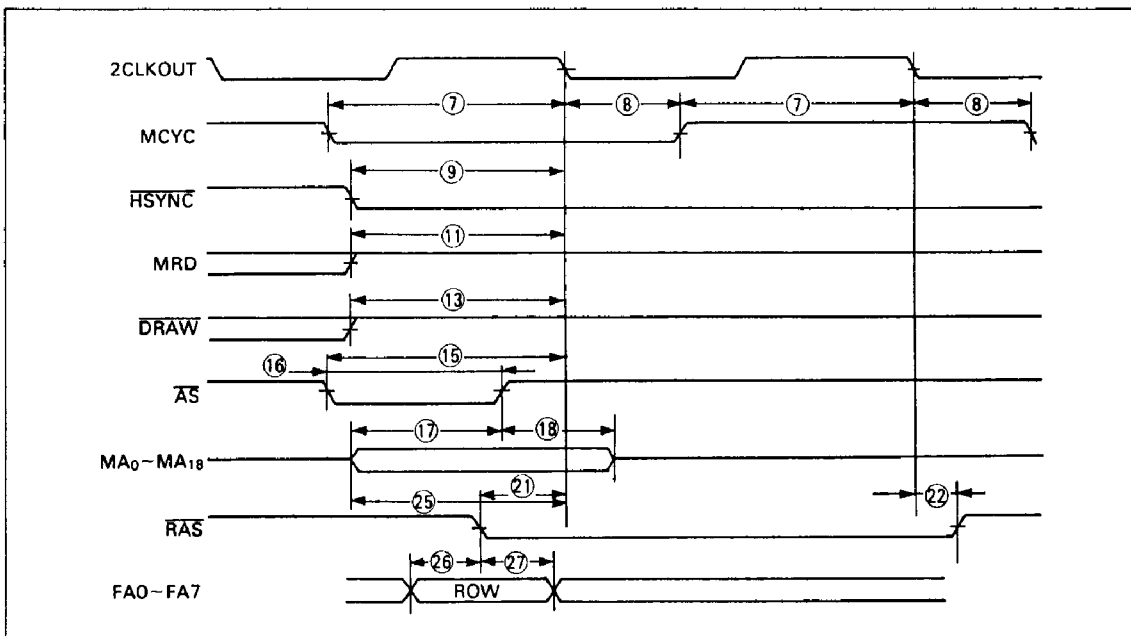 2CLKOUT
⑦ ⑧ ⑦ ⑧
MCYC
⑨
HSYNC
⑪
MRD
⑬
DRAW
⑯ ⑮
AS
⑰ ⑱
MA₀~MA₁₈
㉑
㉕ ㉒
RAS
㉖ ㉗
FA0~FA7 ROW